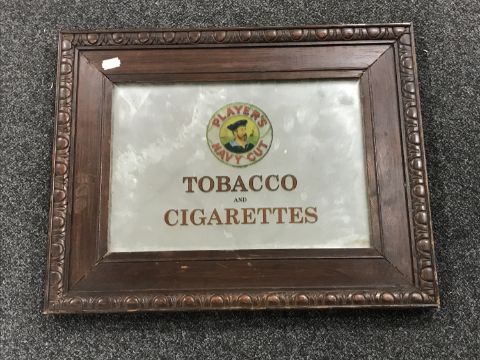 PLAYER'S
NAVY CUT
TOBACCO
AND
CIGARETTES